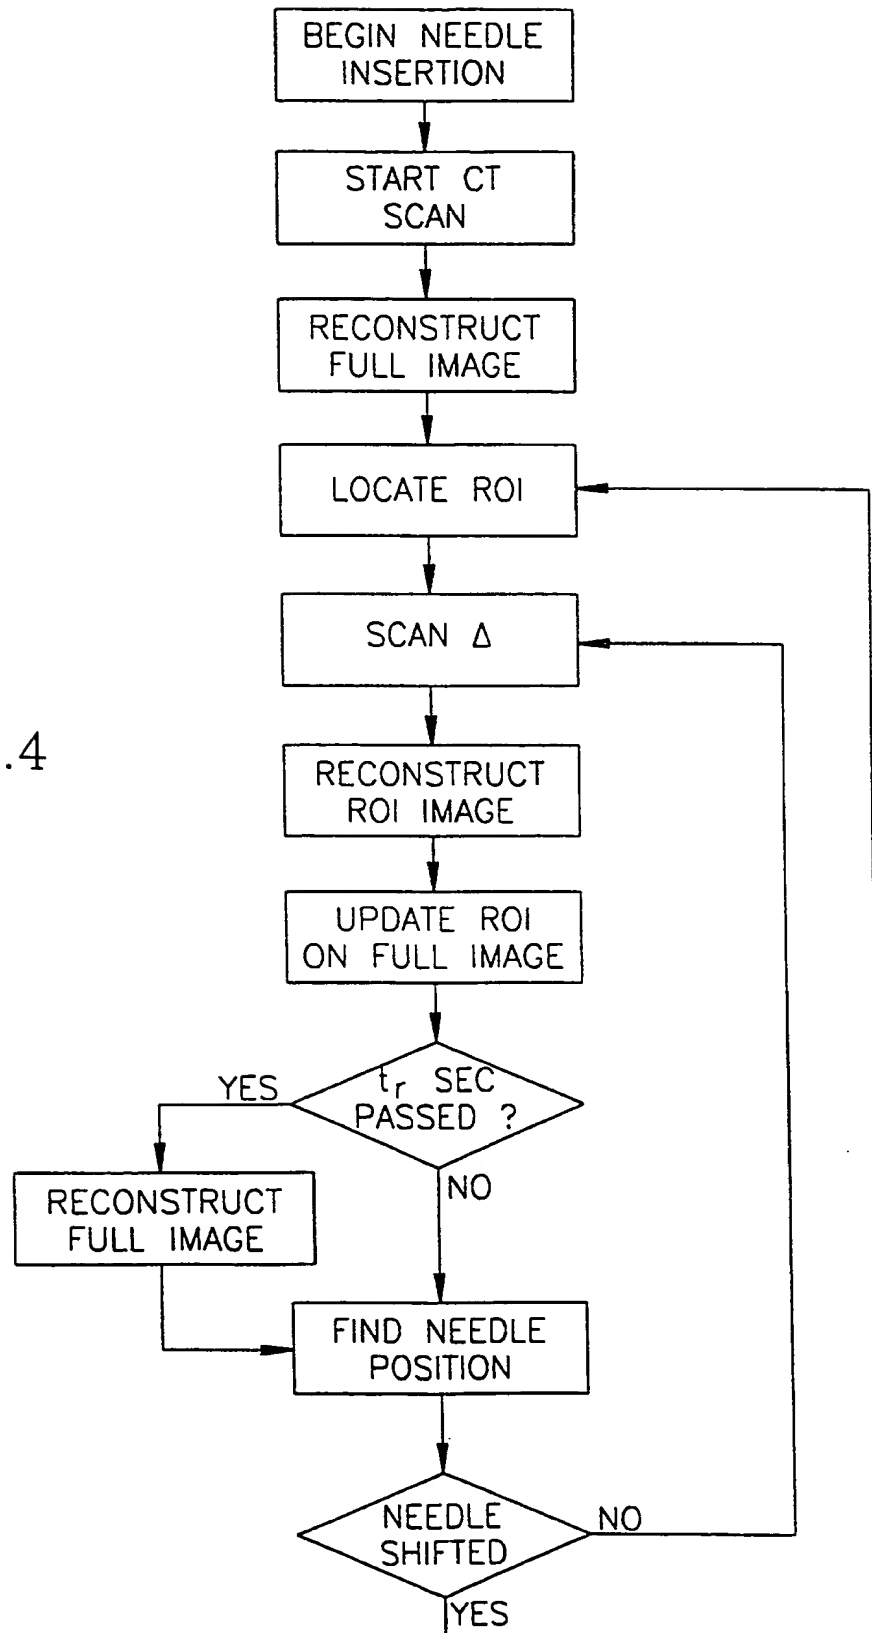 BEGIN NEEDLE
INSERTION
START CT
SCAN
RECONSTRUCT
FULL IMAGE
LOCATE ROI
SCAN Δ
.4
RECONSTRUCT
ROI IMAGE
UPDATE ROI
ON FULL IMAGE
YES
tr SEC
PASSED ?
NO
RECONSTRUCT
FULL IMAGE
FIND NEEDLE
POSITION
NEEDLE
SHIFTED
NO
YES